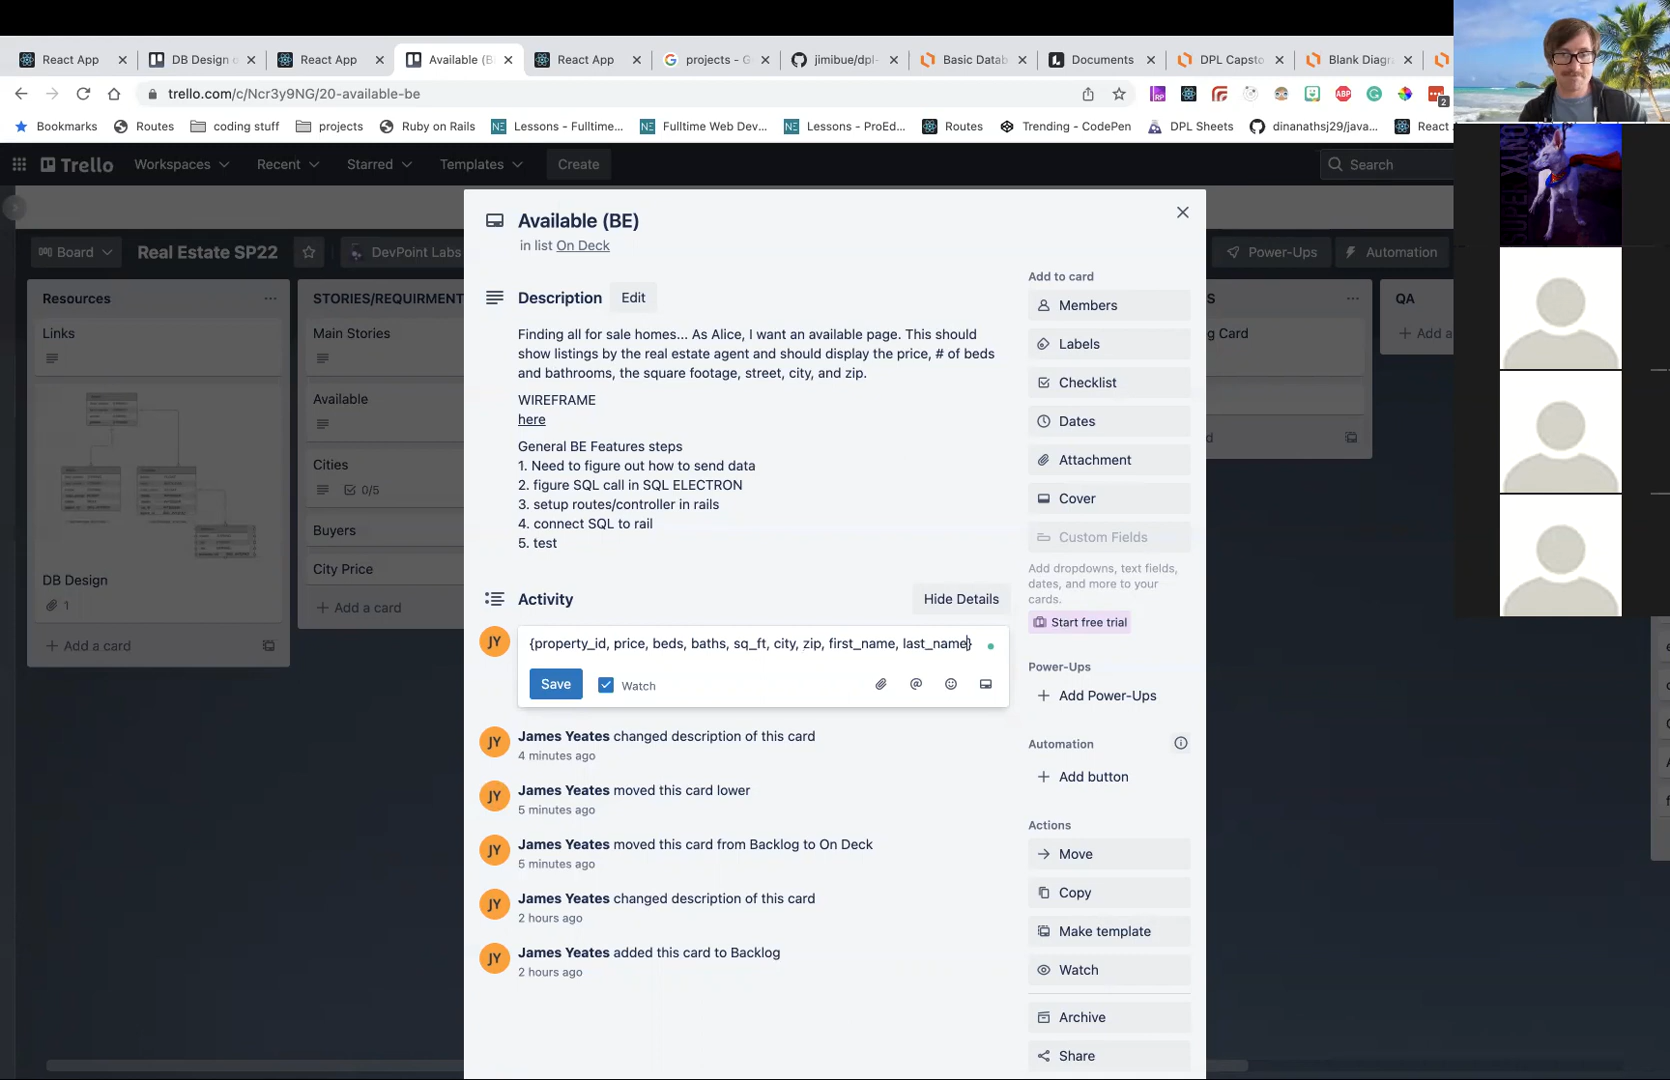 React App
DB Design o
React App
Available (B
React App
projects - G
jimibue/dpl-
Basic Datab
Documents
DPL Capsto
Blank Diagr
trello.com/c/Ncr3y9NG/20-available-be
2
Bookmarks
Routes
coding stuff
projects
Ruby on Rails
Lessons - Fulltime...
Fulltime Web Dev...
Lessons - ProEd...
Routes
Trending - CodePen
DPL Sheets
dinanathsj29/java...
React
Trello
Workspaces
Recent
Starred
Templates
Create
Search
Board
Real Estate SP22
DevPoint Labs
Power-Ups
Automation
Resources
Links
DB Design
1
+ Add a card
STORIES/REQUIRMENT
Main Stories
Available
Cities
0/5
Buyers
City Price
+ Add a card
Available (BE)
in list On Deck
Description
Edit
Finding all for sale homes... As Alice, I want an available page. This should
show listings by the real estate agent and should display the price, # of beds
and bathrooms, the square footage, street, city, and zip.
WIREFRAME
here
General BE Features steps
1. Need to figure out how to send data
2. figure SQL call in SQL ELECTRON
3. setup routes/controller in rails
4. connect SQL to rail
5. test
Activity
Hide Details
JY
{property_id, price, beds, baths, sq_ft, city, zip, first_name, last_name}
Save
Watch
JY
James Yeates changed description of this card
4 minutes ago
JY
James Yeates moved this card lower
5 minutes ago
JY
James Yeates moved this card from Backlog to On Deck
5 minutes ago
JY
James Yeates changed description of this card
2 hours ago
JY
James Yeates added this card to Backlog
2 hours ago
Add to card
Members
Labels
Checklist
Dates
Attachment
Cover
Custom Fields
Add dropdowns, text fields,
dates, and more to your
cards.
Start free trial
Power-Ups
+ Add Power-Ups
Automation
+ Add button
Actions
Move
Copy
Make template
Watch
Archive
Share
S
g Card
d
QA
+ Add a